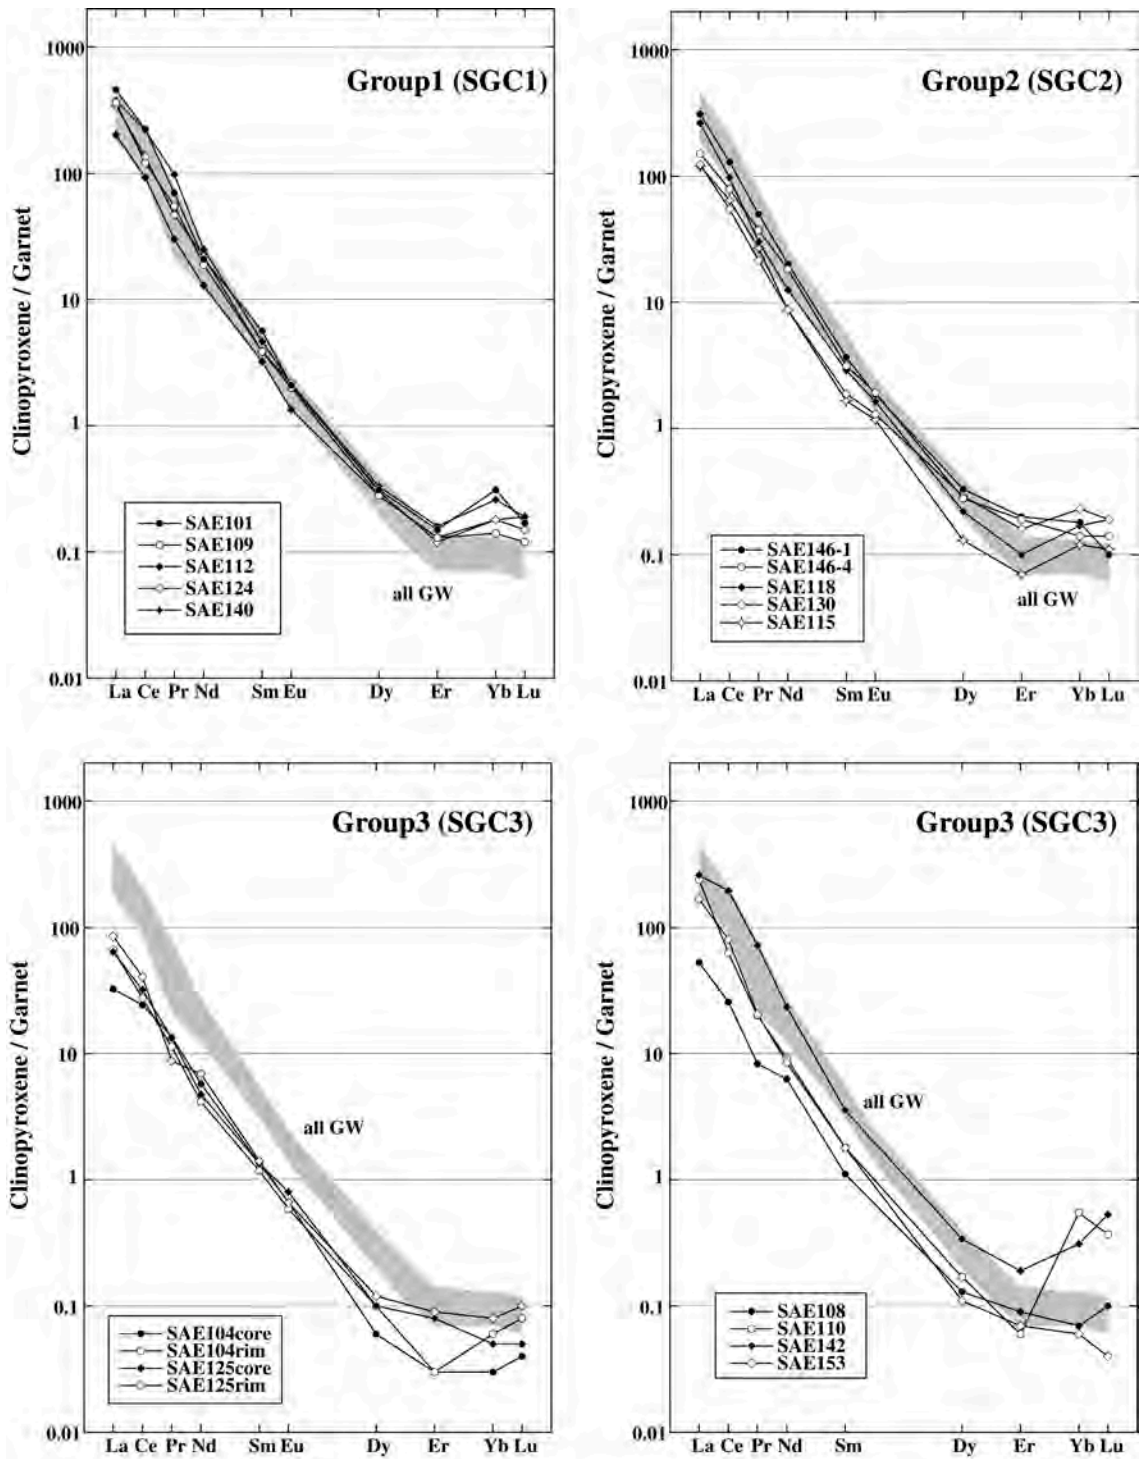 Group1 (SGC1)
Clinopyroxene / Garnet
1000
100
10
1
0.1
0.01
all GW
SAE101
SAE109
SAE112
SAE124
SAE140
La Ce Pr Nd Sm Eu Dy Er Yb Lu
Group2 (SGC2)
Clinopyroxene / Garnet
1000
100
10
1
0.1
0.01
all GW
SAE146-1
SAE146-4
SAE118
SAE130
SAE115
La Ce Pr Nd Sm Eu Dy Er Yb Lu
Group3 (SGC3)
Clinopyroxene / Garnet
1000
100
10
1
0.1
0.01
all GW
SAE104core
SAE104rim
SAE125core
SAE125rim
La Ce Pr Nd Sm Eu Dy Er Yb Lu
Group3 (SGC3)
Clinopyroxene / Garnet
1000
100
10
1
0.1
0.01
all GW
SAE108
SAE110
SAE142
SAE153
La Ce Pr Nd Sm Dy Er Yb Lu